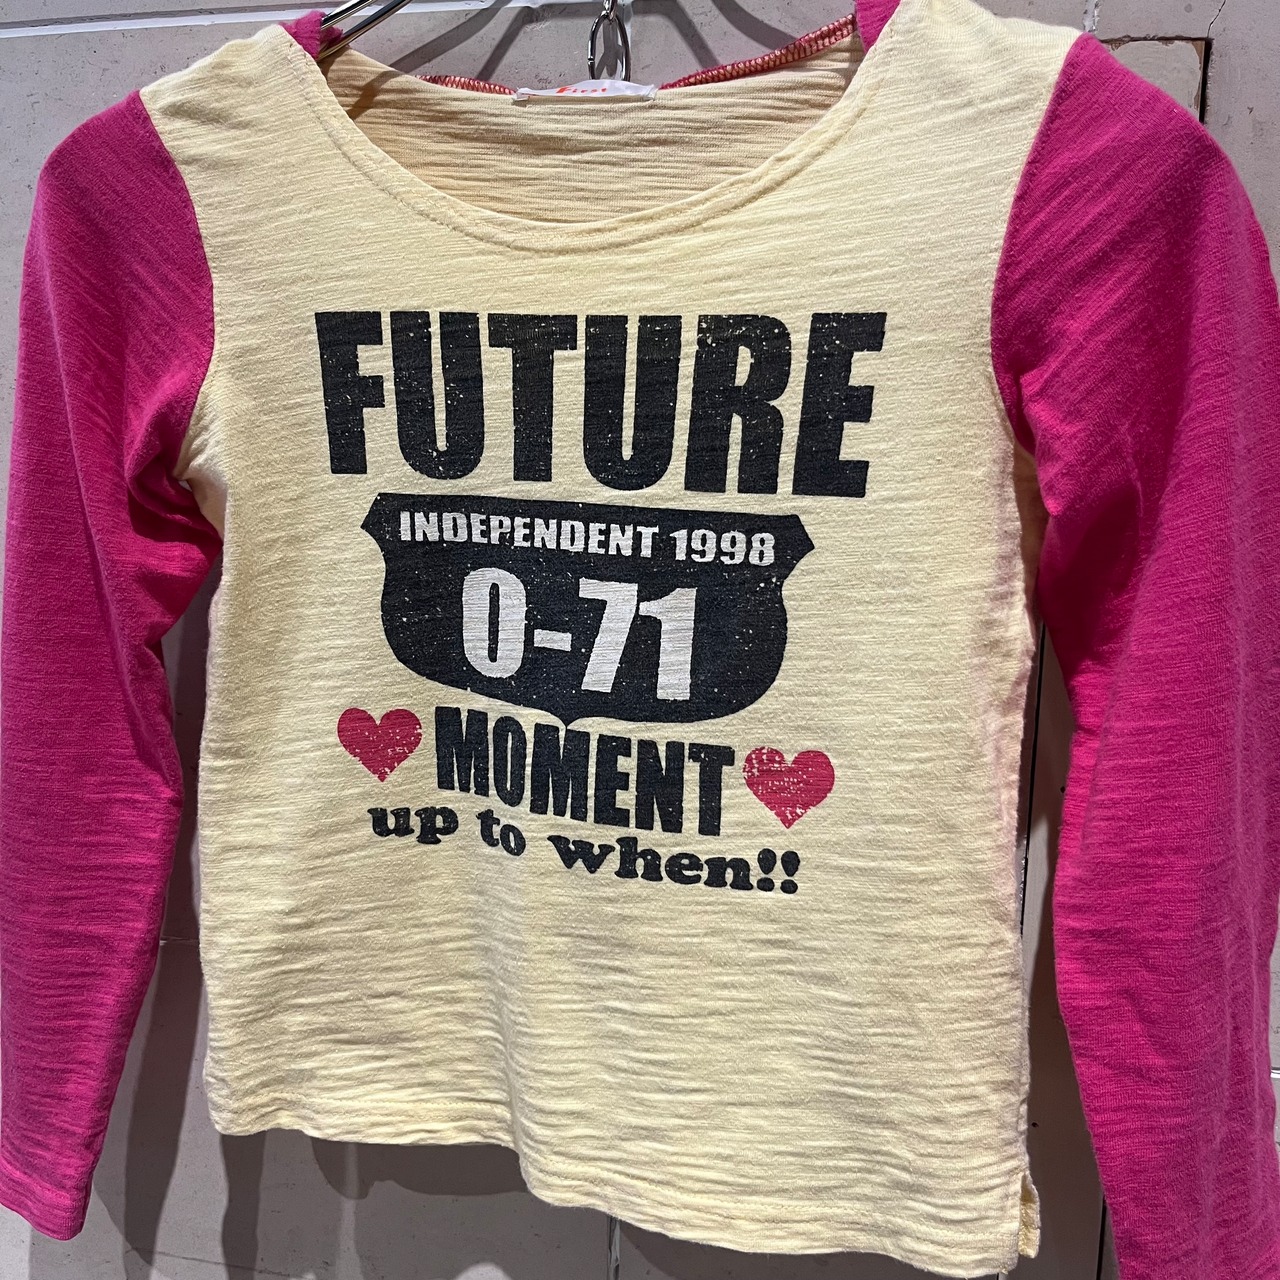 FUTURE
INDEPENDENT 1998
0-71
MOMENT
up to when!!